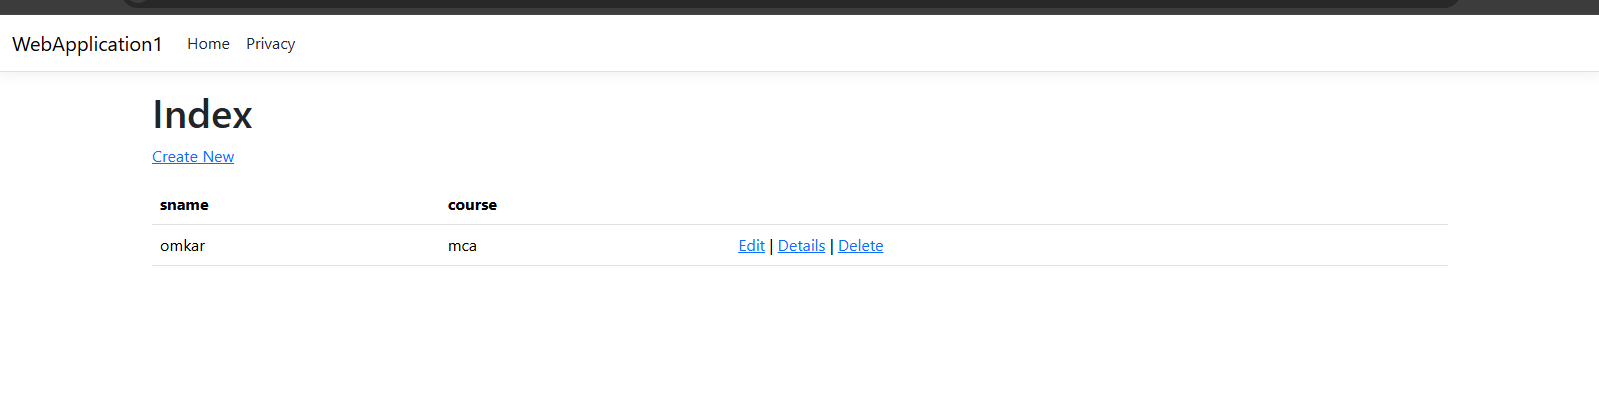 WebApplication1 Home Privacy
Index
Create New
sname course
omkar mca Edit | Details | Delete